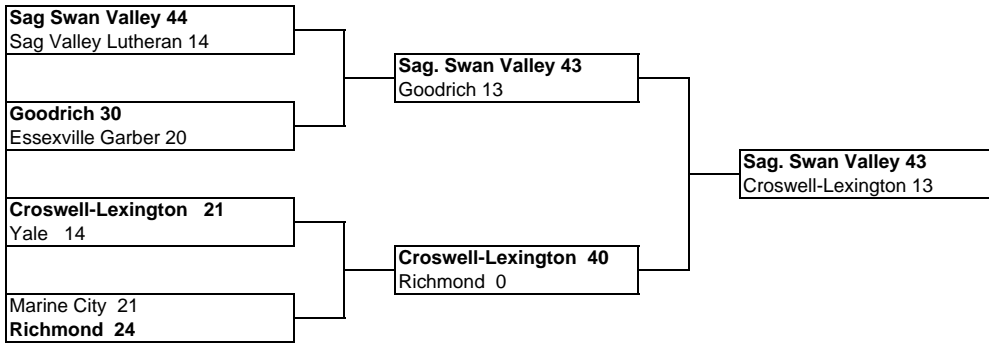 Sag Swan Valley 44
Sag Valley Lutheran 14
Goodrich 30
Essexville Garber 20
Croswell-Lexington 21
Yale 14
Marine City 21
Richmond 24
Sag. Swan Valley 43
Goodrich 13
Croswell-Lexington 40
Richmond 0
Sag. Swan Valley 43
Croswell-Lexington 13